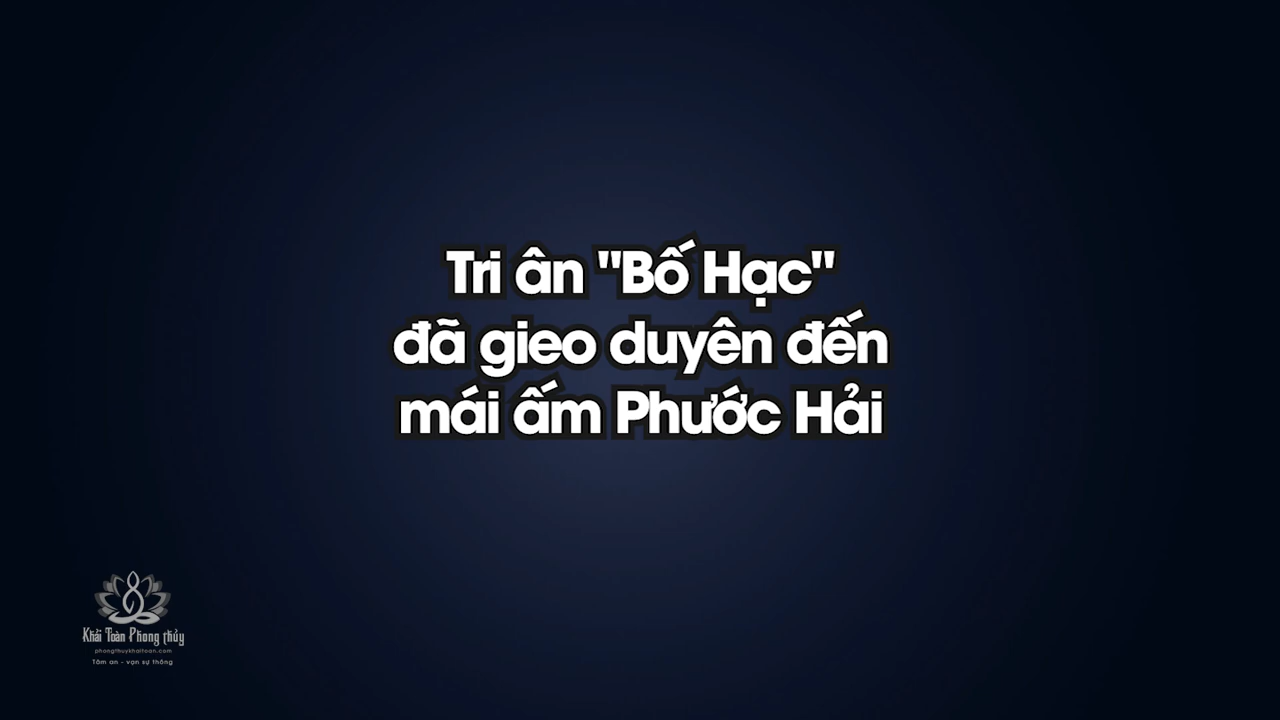 Tri ân "Bố Hạc"
đã gieo duyên đến
mái ấm Phước Hải
Khải Toàn Phong thủy
phongthuykhaitoan.com
Tâm an - vạn sự thông